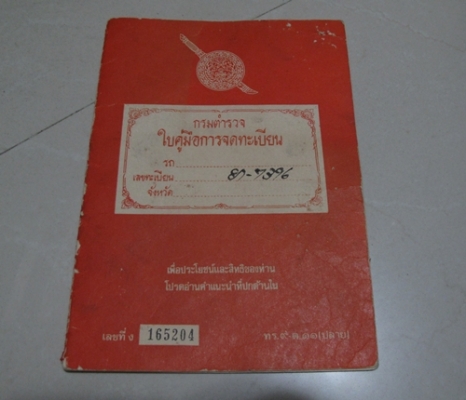 กรมตำรวจ
ใบคู่มือการจดทะเบียน
รถ
เลขทะเบียน
จังหวัด
เพื่อประโยชน์และสิทธิของท่าน
โปรดอ่านคำแนะนำที่ปกด้านใน
เลขที่ ง 165204